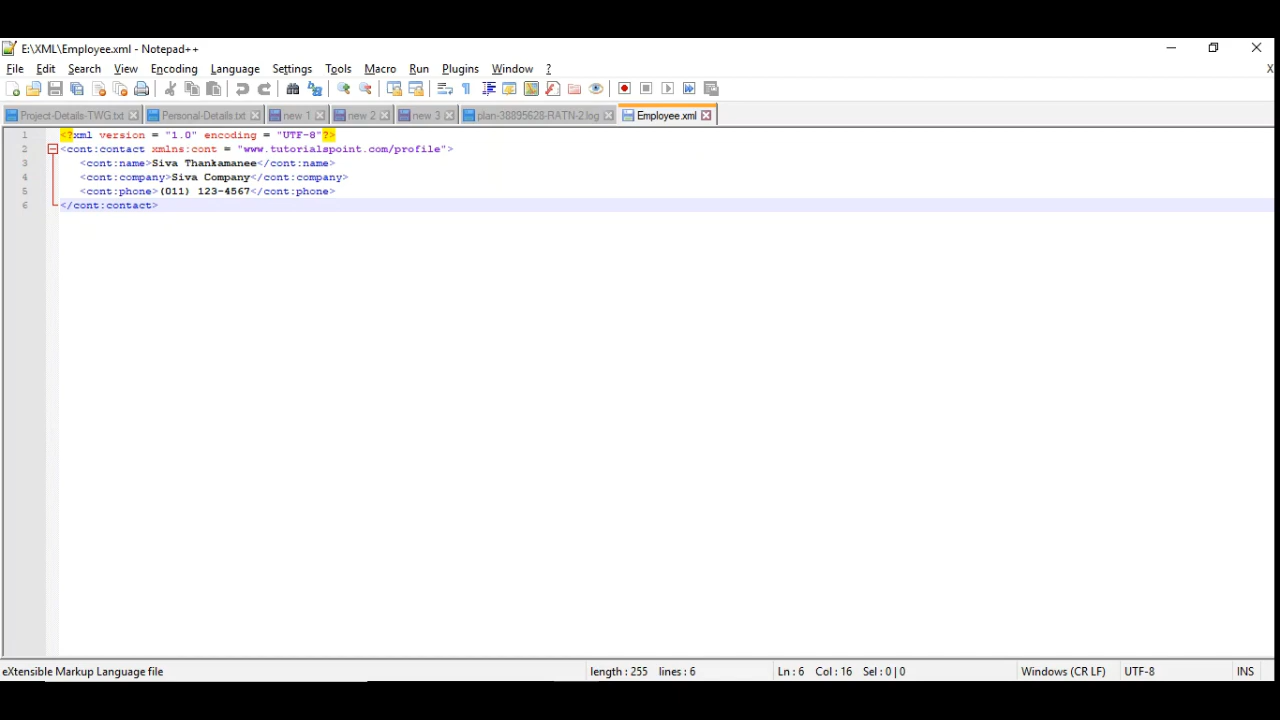 E:\XML\Employee.xml - Notepad++
File Edit Search View Encoding Language Settings Tools Macro Run Plugins Window ? X
Project-Details-TWG.txt Personal-Details.txt new 1 new 2 new 3 plan-38895628-RATN-2.log Employee.xml
1 <?xml version = "1.0" encoding = "UTF-8"?>
2 <cont:contact xmlns:cont = "www.tutorialspoint.com/profile">
3 <cont:name>Siva Thankamanee</cont:name>
4 <cont:company>Siva Company</cont:company>
5 <cont:phone>(011) 123-4567</cont:phone>
6 </cont:contact>
eXtensible Markup Language file length : 255 lines : 6 Ln : 6 Col : 16 Sel : 0 | 0 Windows (CR LF) UTF-8 INS